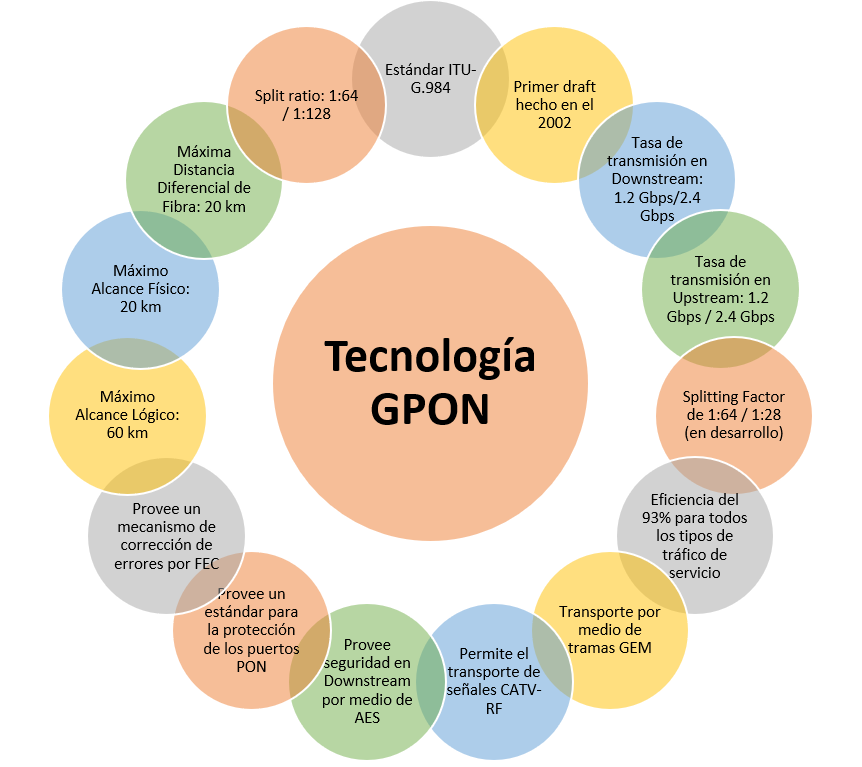 Estándar ITU-
G.984
Primer draft
hecho en el
2002
Tasa de
transmisión en
Downstream:
1.2 Gbps/2.4
Gbps
Tasa de
transmisión en
Upstream: 1.2
Gbps / 2.4 Gbps
Splitting Factor
de 1:64 / 1:28
(en desarrollo)
Eficiencia del
93% para todos
los tipos de
tráfico de
servicio
Transporte por
medio de
tramas GEM
Permite el
transporte de
señales CATV-
RF
Provee
seguridad en
Downstream
por medio de
AES
Provee un
estándar para
la protección
de los puertos
PON
Provee un
mecanismo de
corrección de
errores por FEC
Máximo
Alcance Lógico:
60 km
Máximo
Alcance Físico:
20 km
Máxima
Distancia
Diferencial de
Fibra: 20 km
Split ratio: 1:64
/ 1:128
Tecnología
GPON